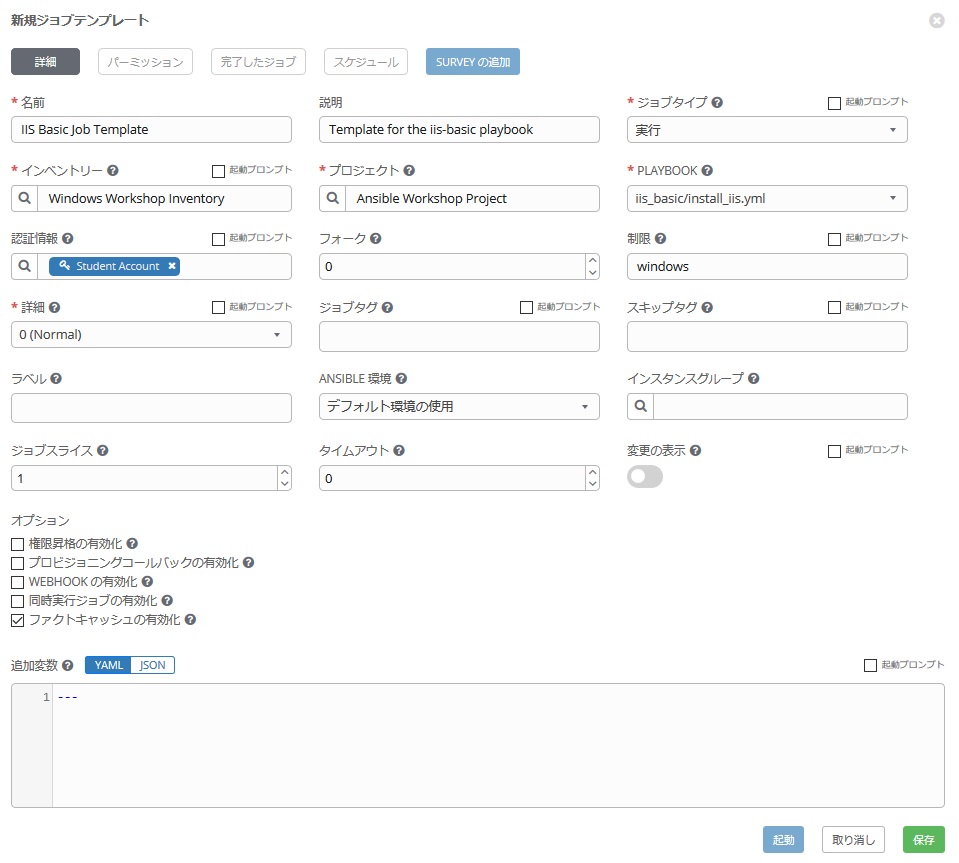 新規ジョブテンプレート
詳細 パーミッション 完了したジョブ スケジュール SURVEY の追加
* 名前 説明 * ジョブタイプ 起動プロンプト
IIS Basic Job Template Template for the iis-basic playbook 実行
* インベントリー 起動プロンプト * プロジェクト * PLAYBOOK
Windows Workshop Inventory Ansible Workshop Project iis_basic/install_iis.yml
認証情報 起動プロンプト フォーク 制限 起動プロンプト
Student Account 0 windows
* 詳細 起動プロンプト ジョブタグ 起動プロンプト スキップタグ 起動プロンプト
0 (Normal)
ラベル ANSIBLE 環境 インスタンスグループ
デフォルト環境の使用
ジョブスライス タイムアウト 変更の表示 起動プロンプト
1 0
オプション
権限昇格の有効化
プロビジョニングコールバックの有効化
WEBHOOK の有効化
同時実行ジョブの有効化
ファクトキャッシュの有効化
追加変数 YAML JSON 起動プロンプト
1 ---
起動 取り消し 保存